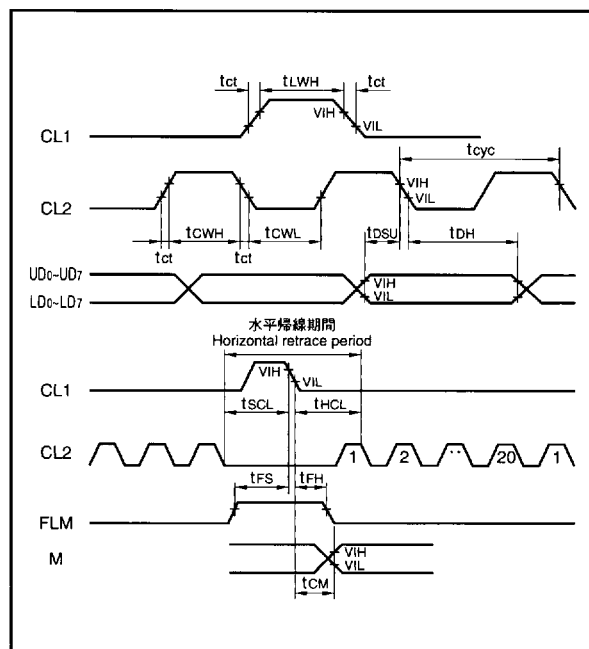 tct tLWH tct
CL1 VIH VIL
tcyc
CL2 VIH VIL
tCWH tCWL tDSU tDH
tct tct
UD0~UD7 VIH
LD0~LD7 VIL
水平帰線期間
Horizontal retrace period
CL1 VIH VIL
tSCL tHCL
CL2 1 2 ·· 20 1
tFS tFH
FLM
M VIH
VIL
tCM